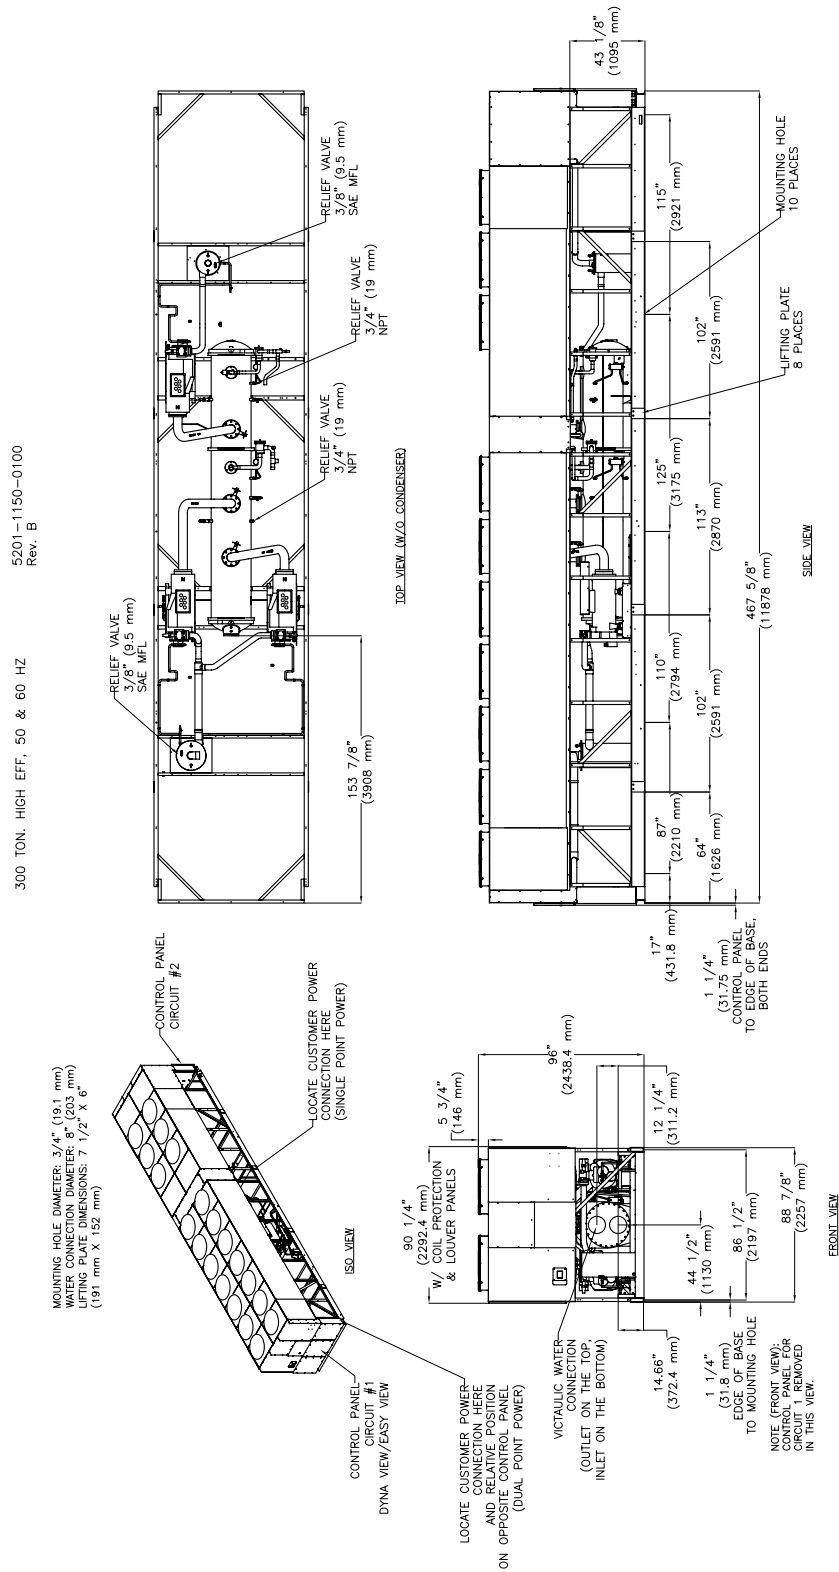 5201-1150-0100
Rev. B
300 TON. HIGH EFF, 50 & 60 HZ
RELIEF VALVE
3/8" (9.5 mm)
SAE MFL
153 7/8"
(3908 mm)
RELIEF VALVE
3/4" (19 mm)
NPT
RELIEF VALVE
3/4" (19 mm)
NPT
RELIEF VALVE
3/8" (9.5 mm)
SAE MFL
TOP VIEW (W/O CONDENSER)
MOUNTING HOLE DIAMETER: 3/4" (19.1 mm)
WATER CONNECTION DIAMETER: 8" (203 mm)
LIFTING PLATE DIMENSIONS: 7 1/2" X 6"
(191 mm X 152 mm)
CONTROL PANEL
CIRCUIT #2
LOCATE CUSTOMER POWER
CONNECTION HERE
(SINGLE POINT POWER)
ISO VIEW
CONTROL PANEL
CIRCUIT #1
DYNA VIEW/EASY VIEW
LOCATE CUSTOMER POWER
CONNECTION HERE
AND RELATIVE POSITION
ON OPPOSITE CONTROL PANEL
(DUAL POINT POWER)
43 1/8"
(1095 mm)
115"
(2921 mm)
MOUNTING HOLE
10 PLACES
102"
(2591 mm)
LIFTING PLATE
8 PLACES
125"
(3175 mm)
113"
(2870 mm)
467 5/8"
(11878 mm)
110"
(2794 mm)
102"
(2591 mm)
87"
(2210 mm)
64"
(1626 mm)
17"
(431.8 mm)
1 1/4"
(31.75 mm)
CONTROL PANEL
TO EDGE OF BASE,
BOTH ENDS
SIDE VIEW
5 3/4"
(146 mm)
96"
(2438.4 mm)
90 1/4"
(2292.4 mm)
W/ COIL PROTECTION
& LOUVER PANELS
12 1/4"
(311.2 mm)
VICTAULIC WATER
CONNECTION
(OUTLET ON THE TOP,
INLET ON THE BOTTOM)
44 1/2"
(1130 mm)
86 1/2"
(2197 mm)
88 7/8"
(2257 mm)
14.66"
(372.4 mm)
1 1/4"
(31.8 mm)
EDGE OF BASE
TO MOUNTING HOLE
NOTE (FRONT VIEW):
CONTROL PANEL FOR
CIRCUIT 1 REMOVED
IN THIS VIEW.
FRONT VIEW